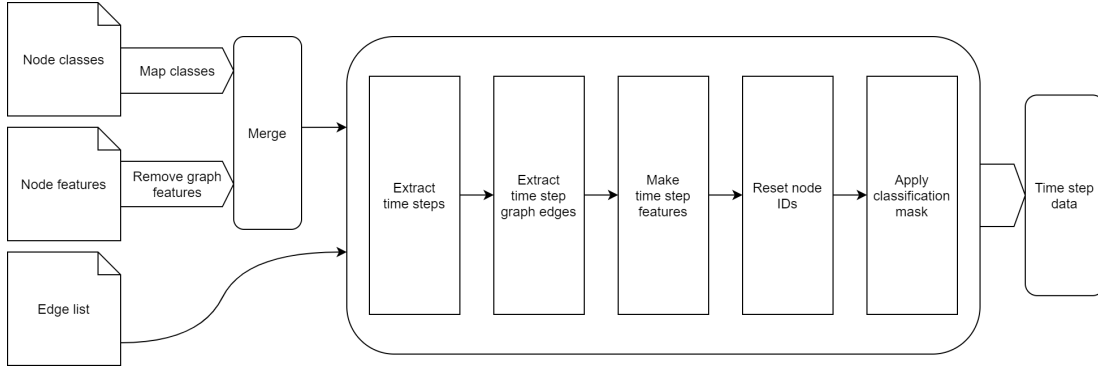 Node classes
Map classes
Merge
Node features
Remove graph
features
Edge list
Extract
time steps
Extract
time step
graph edges
Make
time step
features
Reset node
IDs
Apply
classification
mask
Time step
data